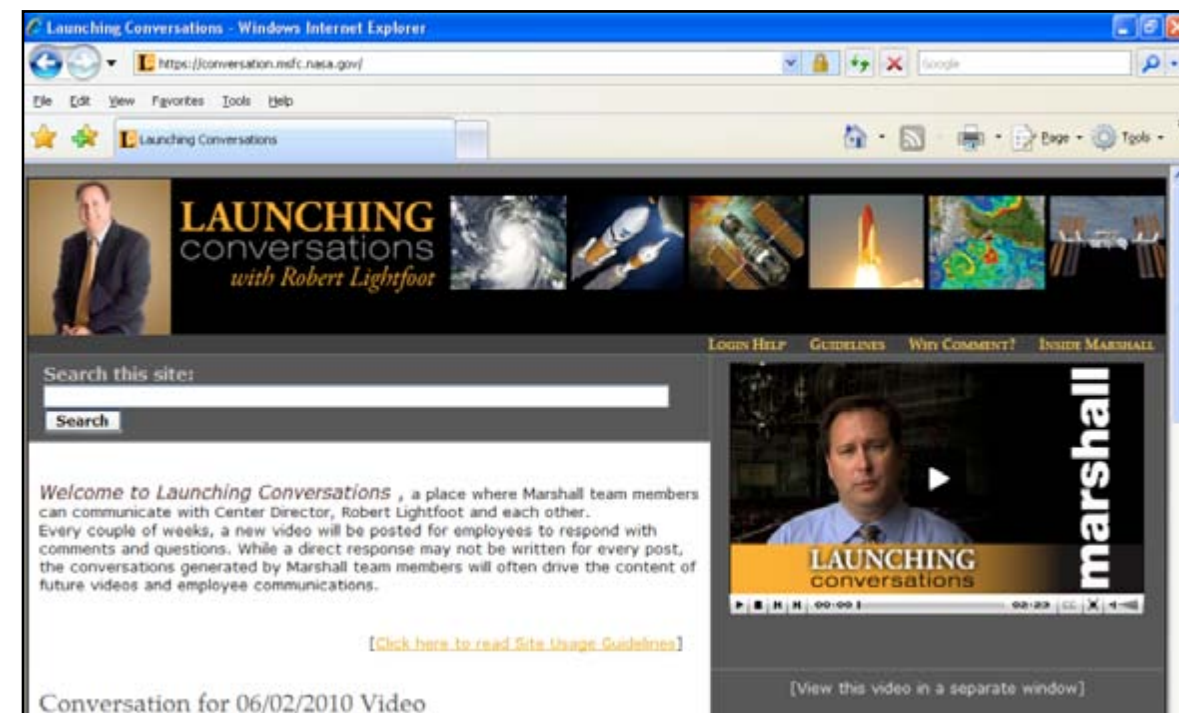 Launching Conversations - Windows Internet Explorer
https://conversation.msfc.nasa.gov/
Google
File Edit View Favorites Tools Help
Launching Conversations
Page Tools
LAUNCHING
conversations
with Robert Lightfoot
LOGIN HELP GUIDELINES WHY COMMENT? INSIDE MARSHALL
Search this site:
Search
Welcome to Launching Conversations , a place where Marshall team members
can communicate with Center Director, Robert Lightfoot and each other.
Every couple of weeks, a new video will be posted for employees to respond with
comments and questions. While a direct response may not be written for every post,
the conversations generated by Marshall team members will often drive the content of
future videos and employee communications.
[Click here to read Site Usage Guidelines]
Conversation for 06/02/2010 Video
marshall
LAUNCHING
conversations
00:00
02:23 CC
[View this video in a separate window]